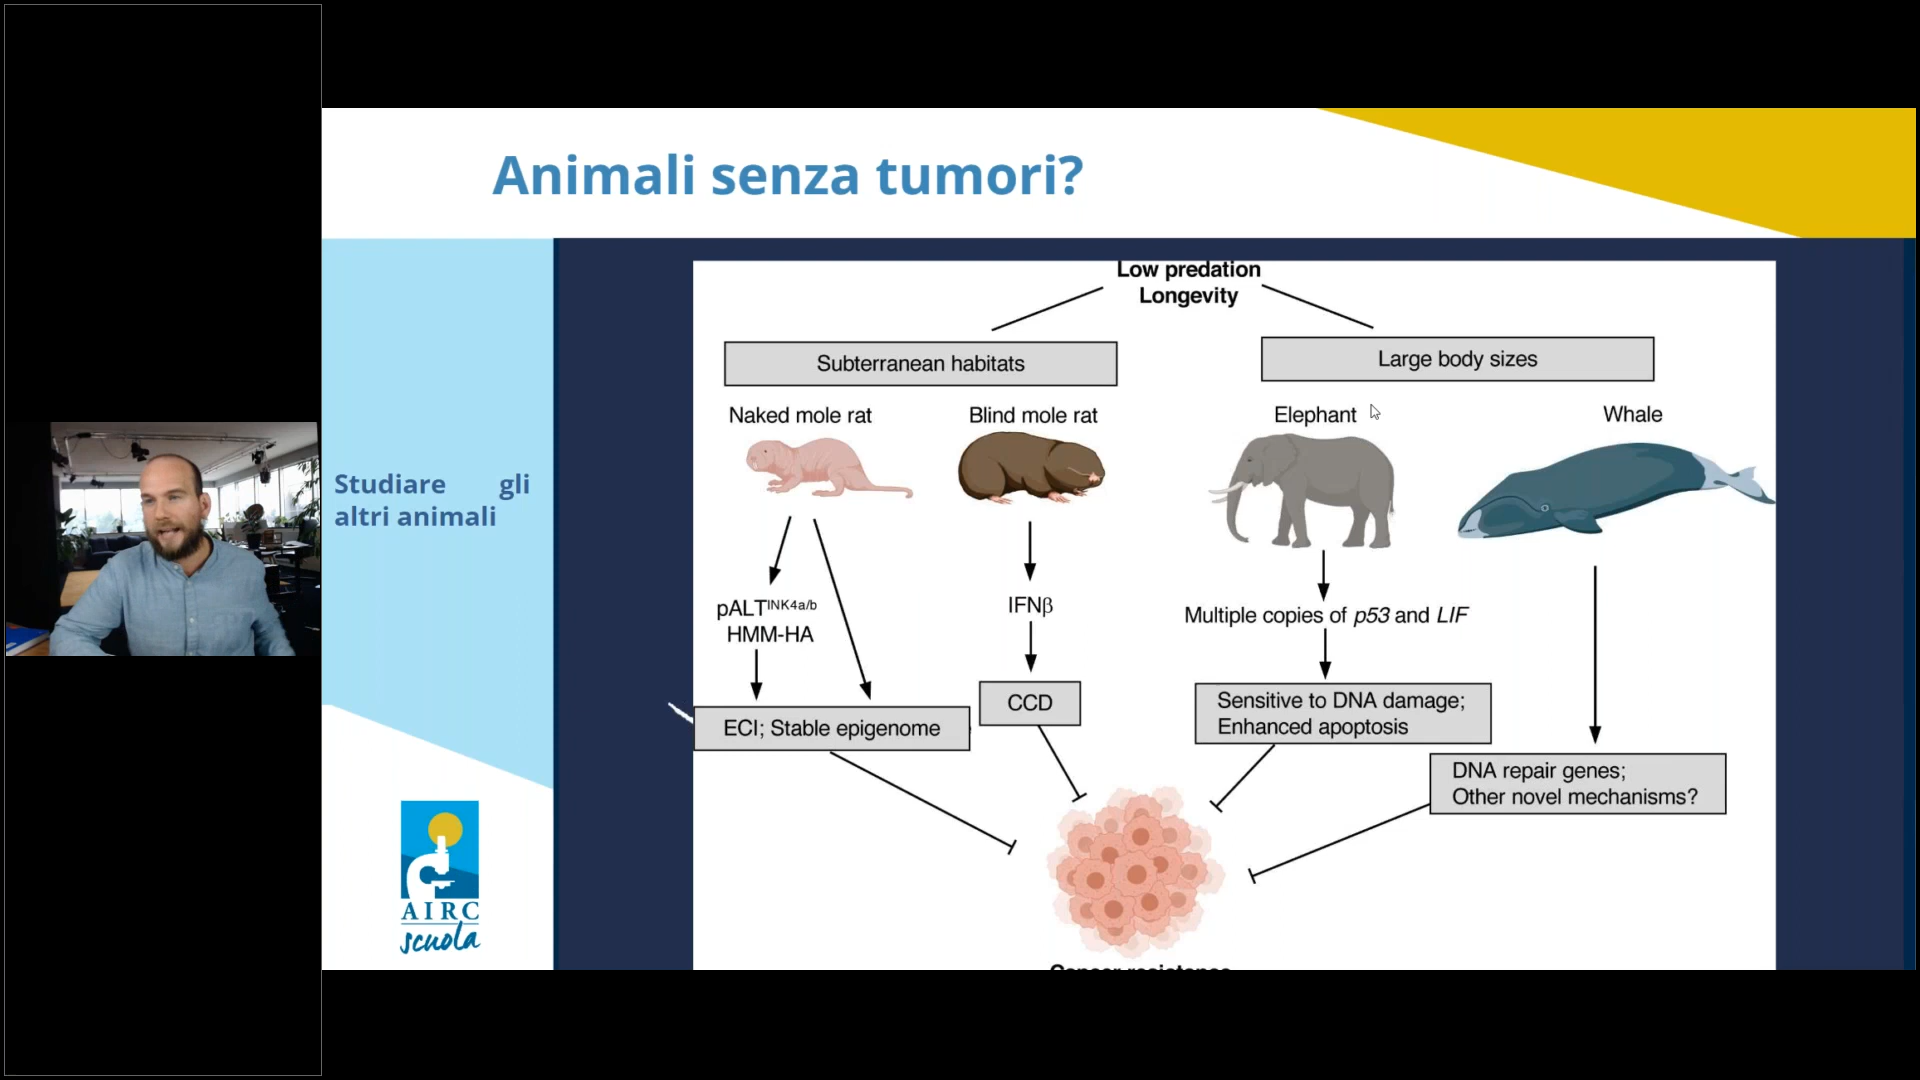 Animali senza tumori?
Studiare gli
altri animali
Low predation
Longevity
Subterranean habitats
Large body sizes
Naked mole rat
Blind mole rat
Elephant
Whale
pALTINK4a/b
HMM-HA
IFNβ
Multiple copies of p53 and LIF
ECI; Stable epigenome
CCD
Sensitive to DNA damage;
Enhanced apoptosis
DNA repair genes;
Other novel mechanisms?
Cancer resistance
AIRC
scuola